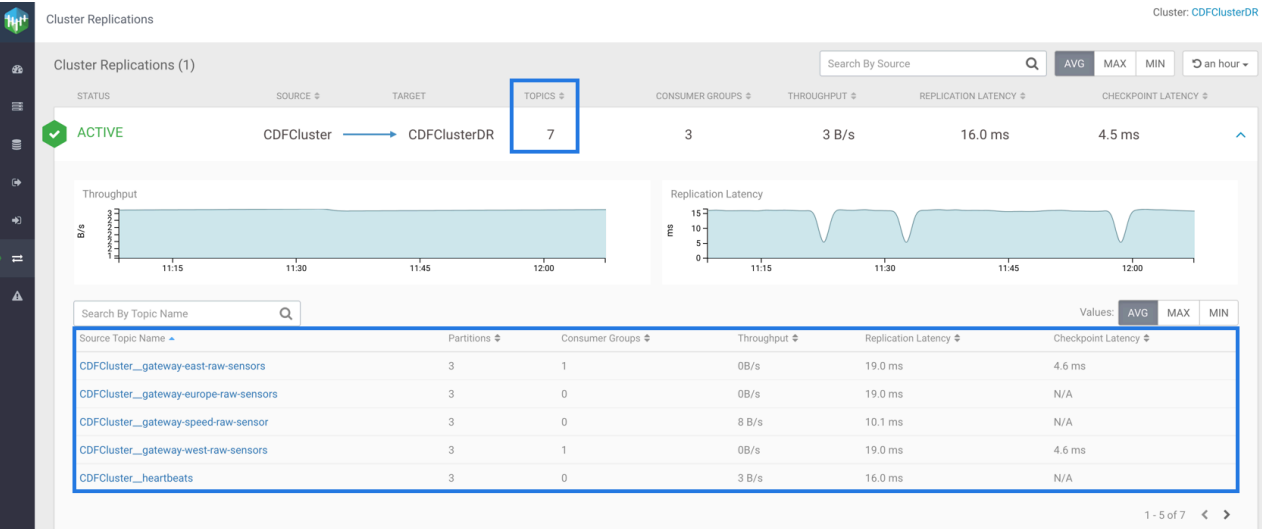 Cluster Replications
Cluster: CDFClusterDR
Cluster Replications (1)
Search By Source
AVG MAX MIN
an hour
STATUS SOURCE TARGET TOPICS CONSUMER GROUPS THROUGHPUT REPLICATION LATENCY CHECKPOINT LATENCY
ACTIVE CDFCluster CDFClusterDR 7 3 3 B/s 16.0 ms 4.5 ms
Throughput
B/s
3
2
2
2
2
2
1
11:15 11:30 11:45 12:00
Replication Latency
ms
15
10
5
0
11:15 11:30 11:45 12:00
Search By Topic Name
Values: AVG MAX MIN
Source Topic Name Partitions Consumer Groups Throughput Replication Latency Checkpoint Latency
CDFCluster__gateway-east-raw-sensors 3 1 0B/s 19.0 ms 4.6 ms
CDFCluster__gateway-europe-raw-sensors 3 0 0B/s 19.0 ms N/A
CDFCluster__gateway-speed-raw-sensor 3 0 8 B/s 10.1 ms N/A
CDFCluster__gateway-west-raw-sensors 3 1 0B/s 19.0 ms 4.6 ms
CDFCluster__heartbeats 3 0 3 B/s 16.0 ms N/A
1 - 5 of 7